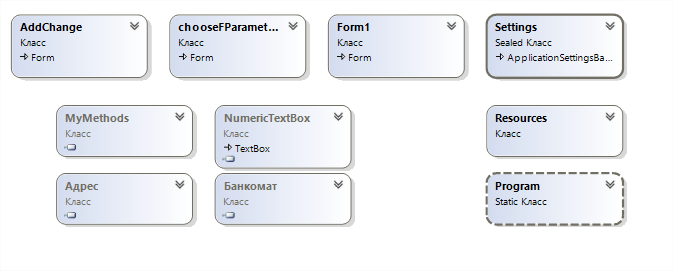 AddChange
Класс
Form
chooseFParamet...
Класс
Form
Form1
Класс
Form
Settings
Sealed Класс
ApplicationSettingsBa...
MyMethods
Класс
NumericTextBox
Класс
TextBox
Resources
Класс
Адрес
Класс
Банкомат
Класс
Program
Static Класс